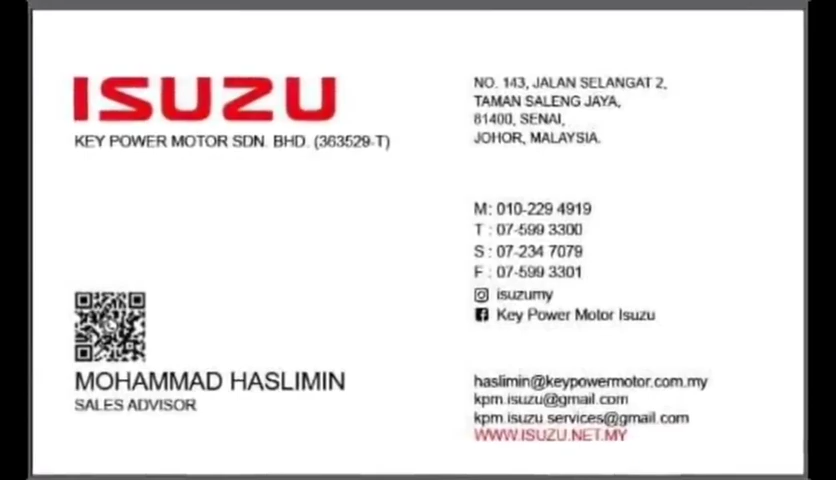 ISUZU
KEY POWER MOTOR SDN. BHD. (363529-T)
NO. 143, JALAN SELANGAT 2,
TAMAN SALENG JAYA,
81400, SENAI,
JOHOR, MALAYSIA.
M: 010-229 4919
T : 07-599 3300
S : 07-234 7079
F : 07-599 3301
isuzumy
Key Power Motor Isuzu
MOHAMMAD HASLIMIN
SALES ADVISOR
haslimin@keypowermotor.com.my
kpm.isuzu@gmail.com
kpm.isuzu.services@gmail.com
WWW.ISUZU.NET.MY